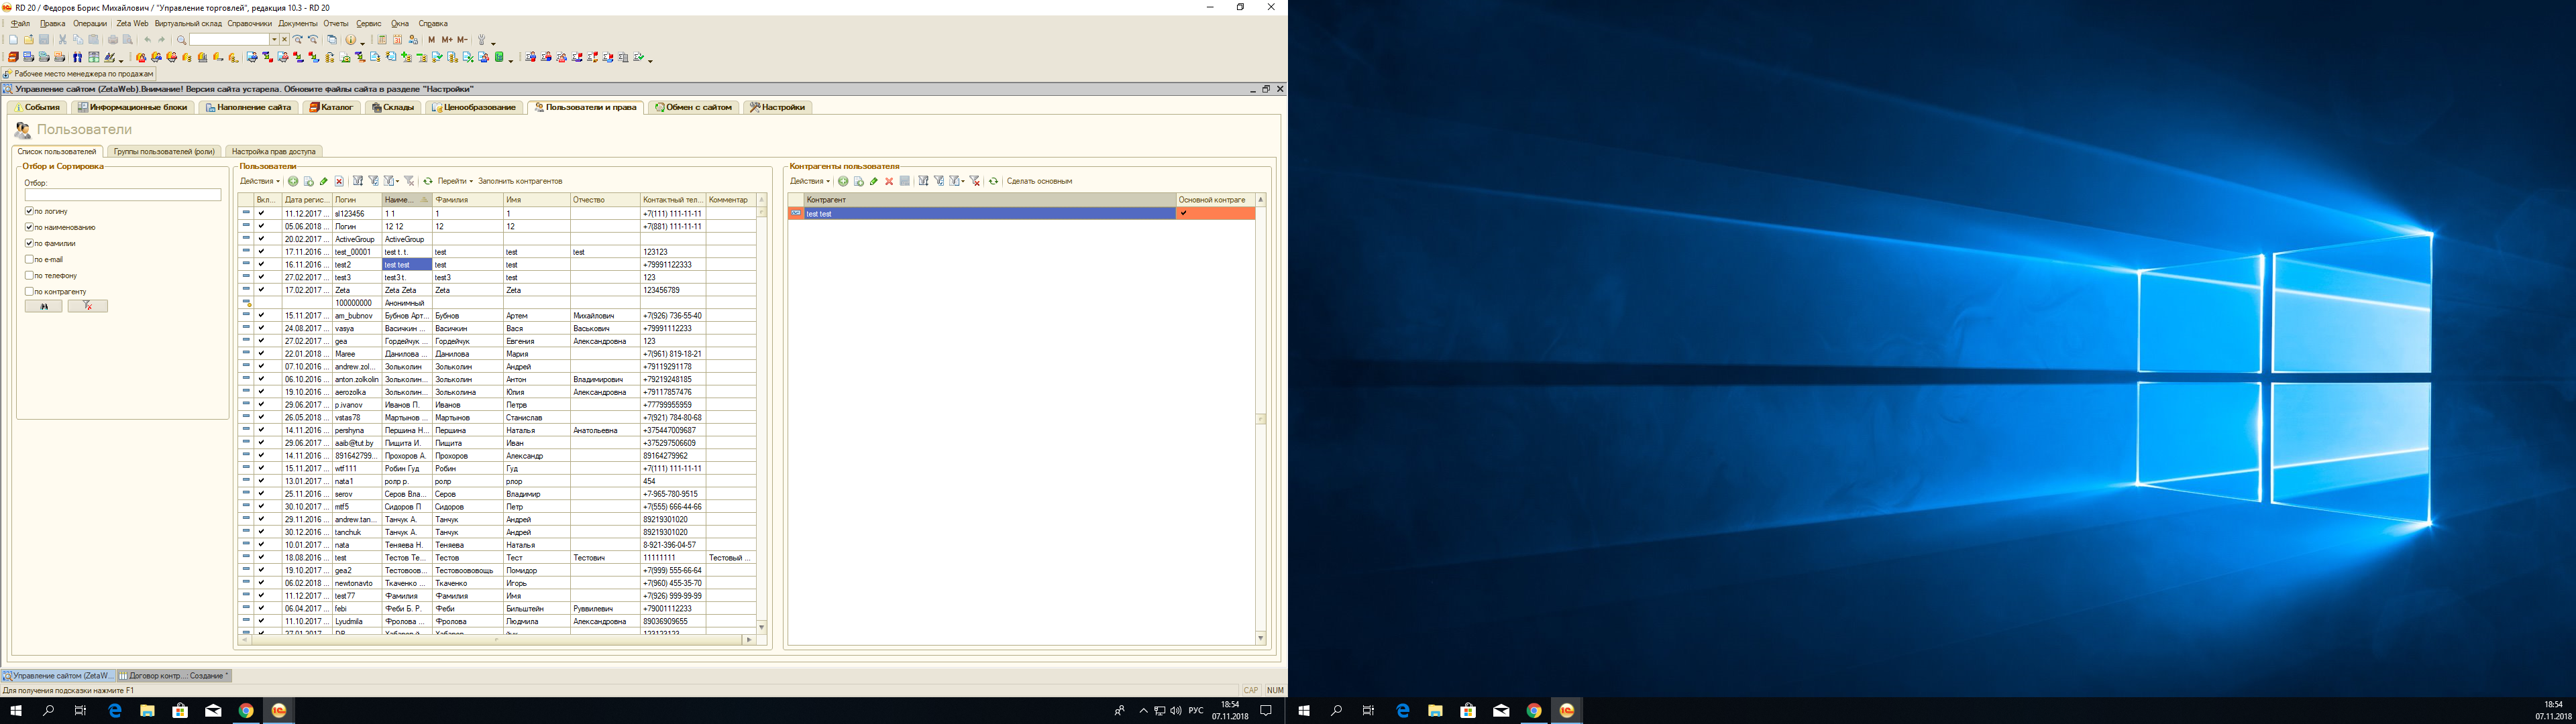 RD 20 / Федоров Борис Михайлович / "Управление торговлей", редакция 10.3 - RD 20
Файл Правка Операции Zeta Web Виртуальный склад Справочники Документы Отчеты Сервис Окна Справка
M M+ M-
Рабочее место менеджера по продажам
Управление сайтом (ZetaWeb).Внимание! Версия сайта устарела. Обновите файлы сайта в разделе "Настройки"
События Информационные блоки Наполнение сайта Каталог Склады Ценообразование Пользователи и права Обмен с сайтом Настройки
Пользователи
Список пользователей Группы пользователей (роли) Настройка прав доступа
Отбор и Сортировка
Отбор:
по логину
по наименованию
по фамилии
по e-mail
по телефону
по контрагенту
Пользователи
Действия Перейти Заполнить контрагентов
Вкл... Дата регис... Логин Наиме... Фамилия Имя Отчество Контактный тел... Комментар
11.12.2017 ... sl123456 1 1 1 1 +7(111) 111-11-11
05.06.2018 ... Логин 12 12 12 12 +7(881) 111-11-11
20.02.2017 ... ActiveGroup ActiveGroup
17.11.2016 ... test_00001 test t. t. test test test 123123
16.11.2016 ... test2 test test test test +79991122333
27.02.2017 ... test3 test3 t. test3 test 123
17.02.2017 ... Zeta Zeta Zeta Zeta Zeta 123456789
100000000 Анонимный
15.11.2017 ... am_bubnov Бубнов Арт... Бубнов Артем Михайлович +7(926) 736-55-40
24.08.2017 ... vasya Васичкин ... Васичкин Вася Васькович +79991112233
27.02.2017 ... gea Гордейчук ... Гордейчук Евгения Александровна 123
22.01.2018 ... Maree Данилова ... Данилова Мария +7(961) 819-18-21
07.10.2016 ... andrew.zol... Зольколин Зольколин Андрей +79119291178
06.10.2016 ... anton.zolkolin Зольколин... Зольколин Антон Владимирович +79219248185
19.10.2016 ... aerozolka Зольколин... Зольколина Юлия Александровна +79117857476
29.06.2017 ... p.ivanov Иванов П. Иванов Петрв +77799955959
26.05.2018 ... vstas78 Мартынов ... Мартынов Станислав +7(921) 784-80-68
14.11.2016 ... pershyna Першина Н... Першина Наталья Анатольевна +375447009687
29.06.2017 ... aaib@tut.by Пищита И. Пищита Иван +375297506609
14.11.2016 ... 891642799... Прохоров А. Прохоров Александр 89164279962
15.11.2017 ... wtf111 Робин Гуд Робин Гуд +7(111) 111-11-11
13.01.2017 ... nata1 ролр р. ролр рлор 454
25.11.2016 ... serov Серов Вла... Серов Владимир +7-965-780-9515
30.10.2017 ... mtf5 Сидоров П Сидоров Петр +7(555) 666-44-66
29.11.2016 ... andrew.tan... Танчук А. Танчук Андрей 89219301020
30.12.2016 ... tanchuk Танчук А. Танчук Андрей 89219301020
10.01.2017 ... nata Теняева Н. Теняева Наталья 8-921-396-04-57
18.08.2016 ... test Тестов Те... Тестов Тест Тестович 11111111 Тестовый ...
19.10.2017 ... gea2 Тестовоов... Тестовоововощь Помидор +7(999) 555-66-64
06.02.2018 ... newtonavto Ткаченко ... Ткаченко Игорь +7(960) 455-35-70
11.12.2017 ... test77 Фамилия Фамилия Имя +7(926) 999-99-99
06.04.2017 ... febi Феби Б. Р. Феби Бильштейн Руввилевич +79001112233
11.10.2017 ... Lyudmila Фролова ... Фролова Людмила Александровна 89036909655
Контрагенты пользователя
Действия Сделать основным
Контрагент Основной контраге
test test
Управление сайтом (ZetaW... Договор контр...: Создание *
Для получения подсказки нажмите F1
CAP NUM
РУС 18:54
07.11.2018
18:54
07.11.2018